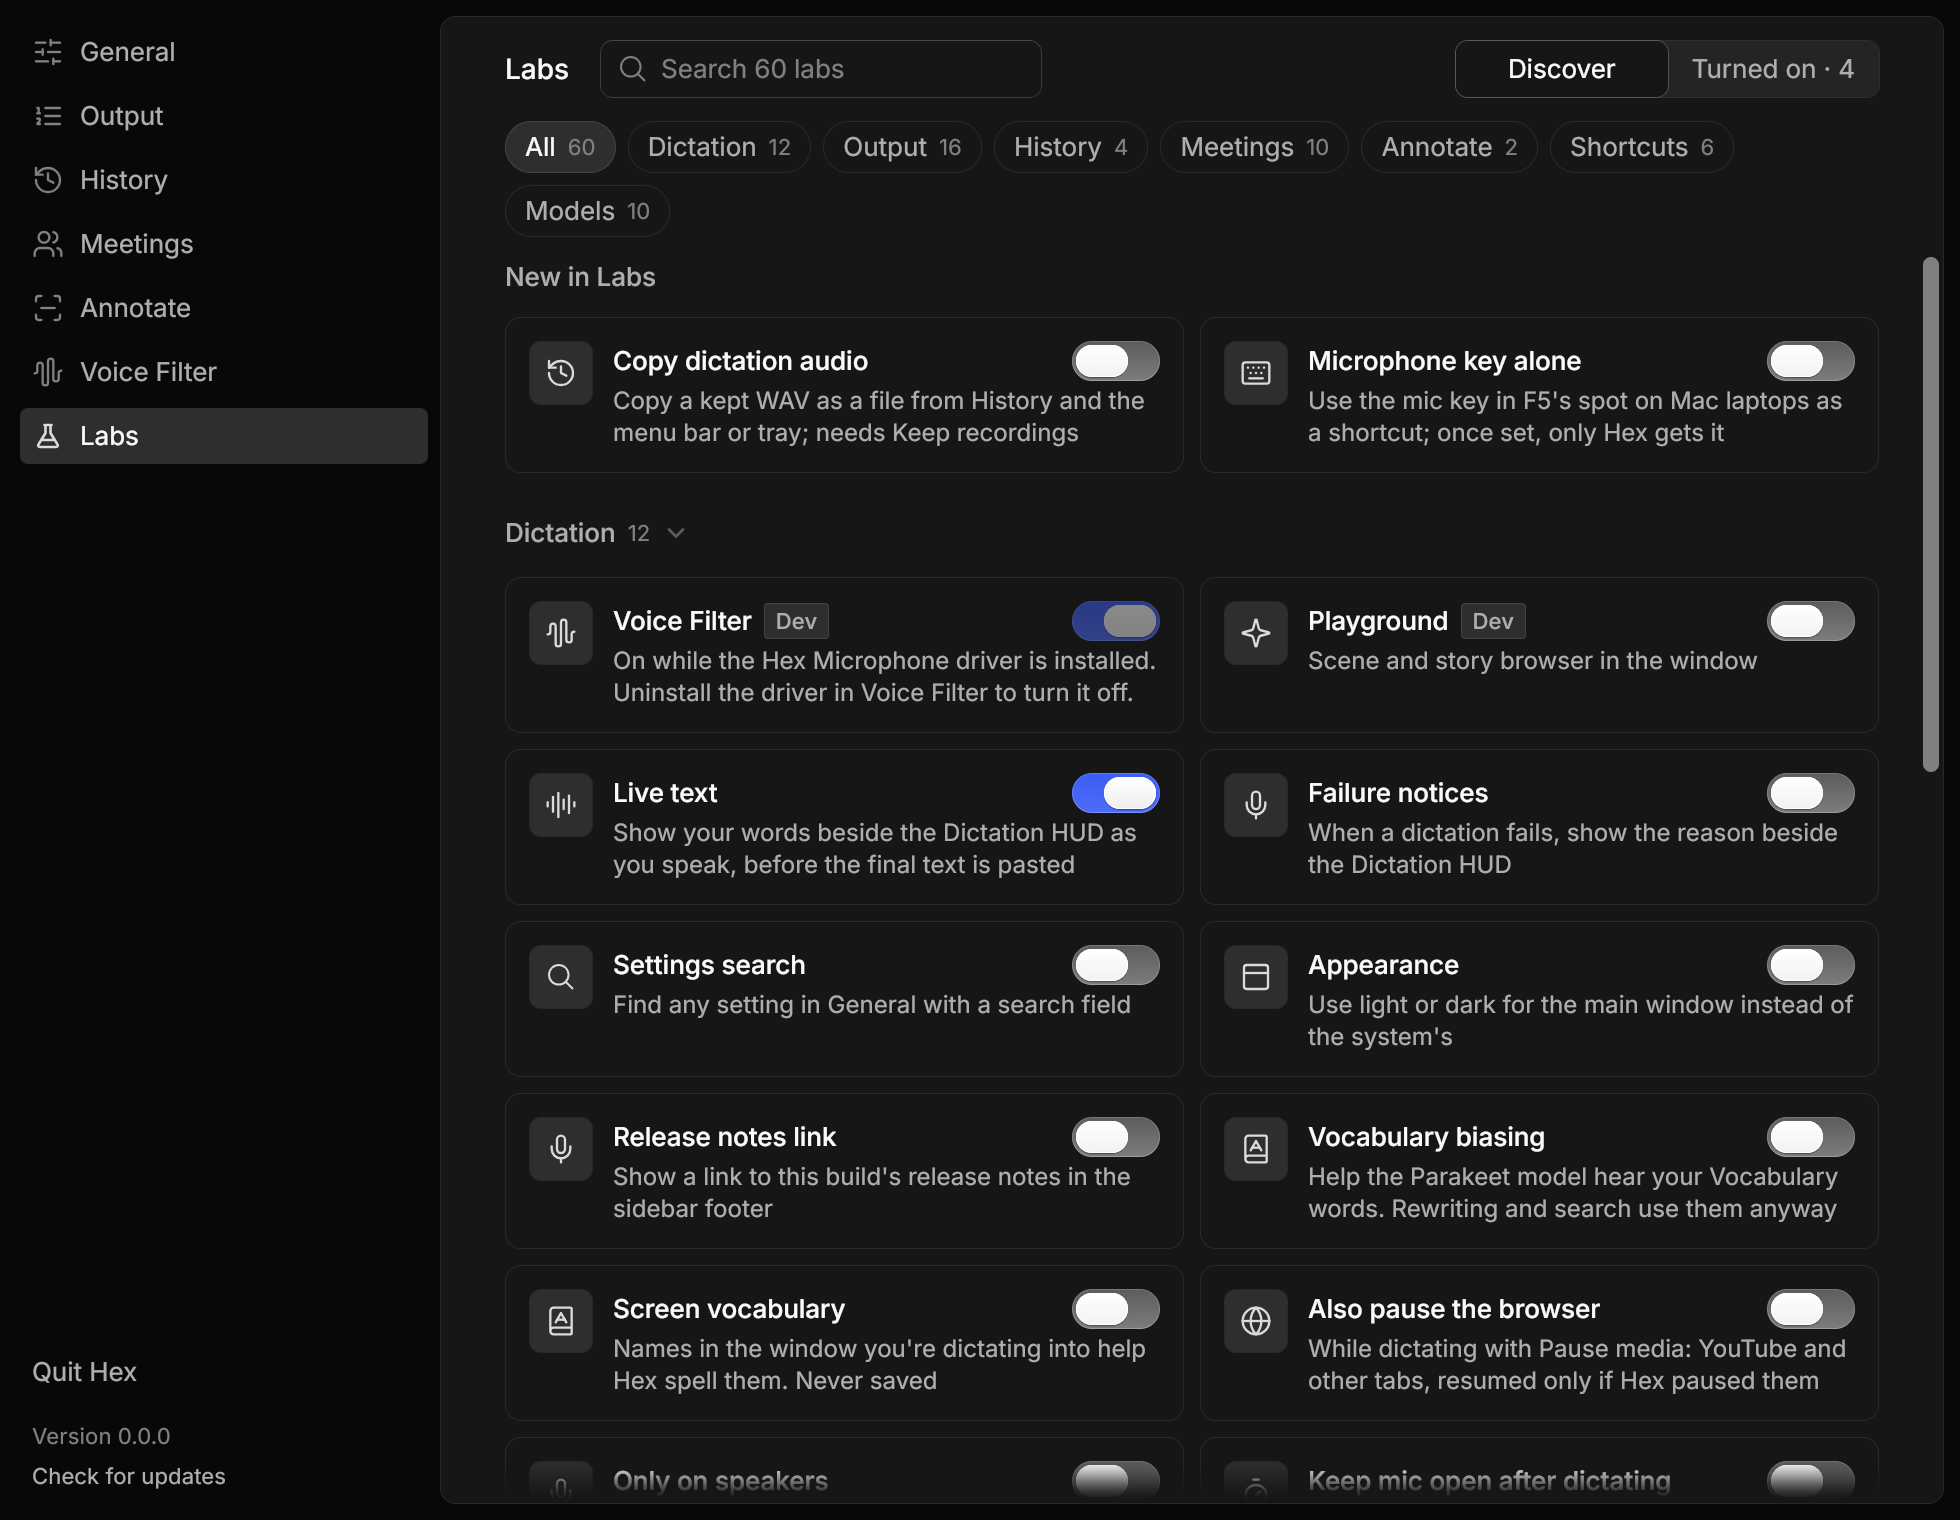 General
Output
History
Meetings
Annotate
Voice Filter
Labs
Quit Hex
Version 0.0.0
Check for updates
Labs
Search 60 labs
Discover
Turned on · 4
All 60
Dictation 12
Output 16
History 4
Meetings 10
Annotate 2
Shortcuts 6
Models 10
New in Labs
Copy dictation audio
Copy a kept WAV as a file from History and the
menu bar or tray; needs Keep recordings
Microphone key alone
Use the mic key in F5's spot on Mac laptops as
a shortcut; once set, only Hex gets it
Dictation 12
Voice Filter Dev
On while the Hex Microphone driver is installed.
Uninstall the driver in Voice Filter to turn it off.
Playground Dev
Scene and story browser in the window
Live text
Show your words beside the Dictation HUD as
you speak, before the final text is pasted
Failure notices
When a dictation fails, show the reason beside
the Dictation HUD
Settings search
Find any setting in General with a search field
Appearance
Use light or dark for the main window instead of
the system's
Release notes link
Show a link to this build's release notes in the
sidebar footer
Vocabulary biasing
Help the Parakeet model hear your Vocabulary
words. Rewriting and search use them anyway
Screen vocabulary
Names in the window you're dictating into help
Hex spell them. Never saved
Also pause the browser
While dictating with Pause media: YouTube and
other tabs, resumed only if Hex paused them
Only on speakers
Keep mic open after dictating